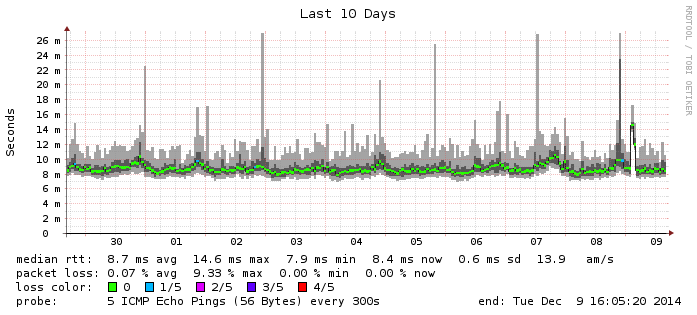 Last 10 Days
RRDTOOL / TOBI OETIKER
Seconds
26 m
24 m
22 m
20 m
18 m
16 m
14 m
12 m
10 m
8 m
6 m
4 m
2 m
0
30 01 02 03 04 05 06 07 08 09
median rtt: 8.7 ms avg 14.6 ms max 7.9 ms min 8.4 ms now 0.6 ms sd 13.9 am/s
packet loss: 0.07 % avg 9.33 % max 0.00 % min 0.00 % now
loss color: 0 1/5 2/5 3/5 4/5
probe: 5 ICMP Echo Pings (56 Bytes) every 300s end: Tue Dec 9 16:05:20 2014